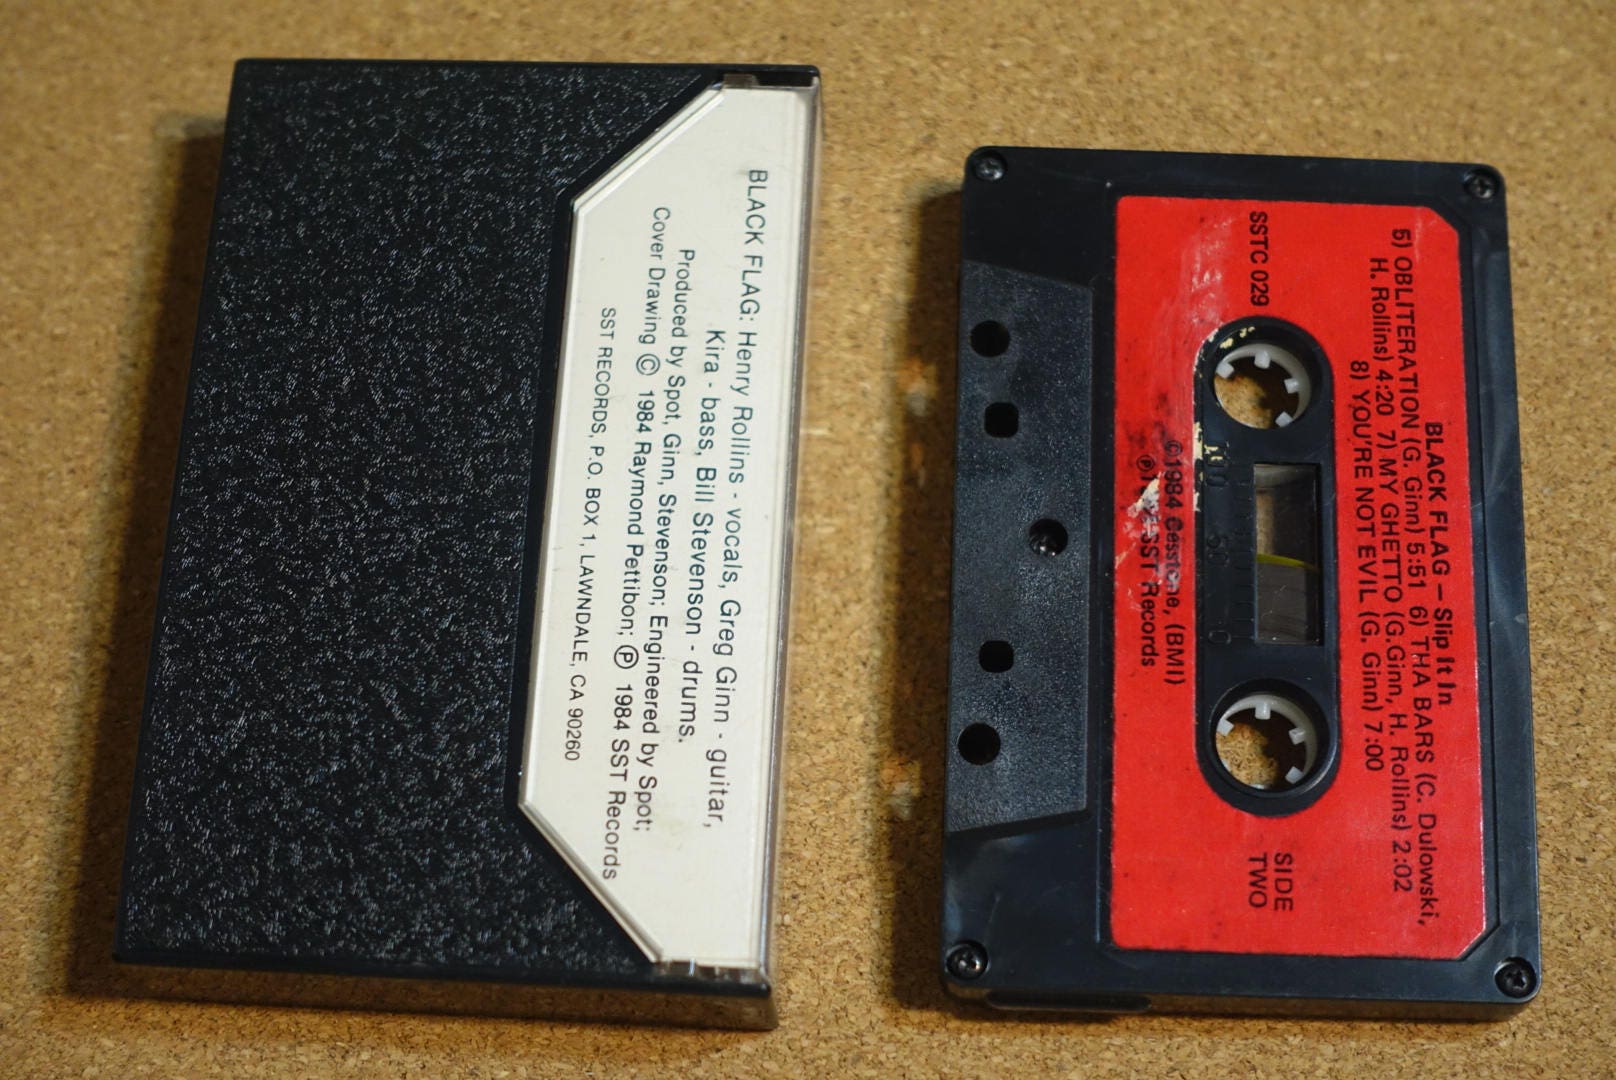 BLACK FLAG: Henry Rollins - vocals, Greg Ginn - guitar,
Kira - bass, Bill Stevenson - drums.
Produced by Spot, Ginn, Stevenson; Engineered by Spot;
Cover Drawing © 1984 Raymond Pettibon; ℗ 1984 SST Records
SST RECORDS, P.O. BOX 1, LAWNDALE, CA 90260
BLACK FLAG – Slip It In
5) OBLITERATION (G. Ginn) 5:51 6) THA BARS (C. Dulowski,
H. Rollins) 4:20 7) MY GHETTO (G.Ginn, H. Rollins) 2:02
8) YOU'RE NOT EVIL (G. Ginn) 7:00
SSTC 029
SIDE
TWO
100 50 0
©1984 Cesstone, (BMI)
℗ SST Records